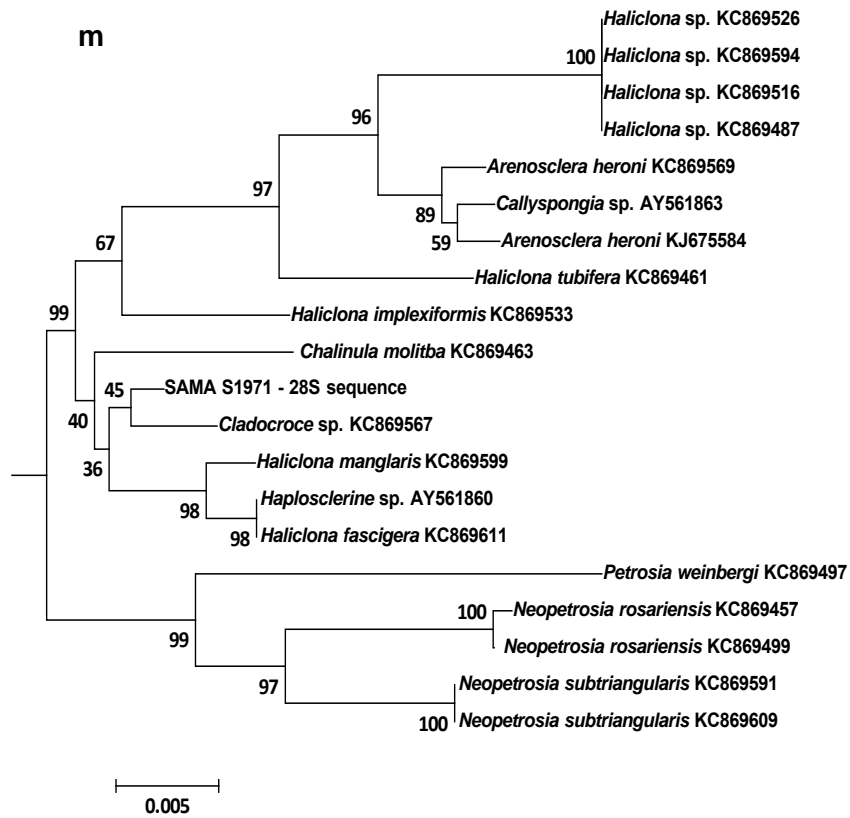 m
Haliclona sp. KC869526
Haliclona sp. KC869594
100
Haliclona sp. KC869516
Haliclona sp. KC869487
96
Arenosclera heroni KC869569
97
Callyspongia sp. AY561863
89
Arenosclera heroni KJ675584
59
67
Haliclona tubifera KC869461
99
Haliclona implexiformis KC869533
Chalinula molitba KC869463
45
SAMA S1971 - 28S sequence
40
Cladocroce sp. KC869567
36
Haliclona manglaris KC869599
98
Haplosclerine sp. AY561860
98
Haliclona fascigera KC869611
Petrosia weinbergi KC869497
100
Neopetrosia rosariensis KC869457
99
Neopetrosia rosariensis KC869499
97
Neopetrosia subtriangularis KC869591
100
Neopetrosia subtriangularis KC869609
0.005